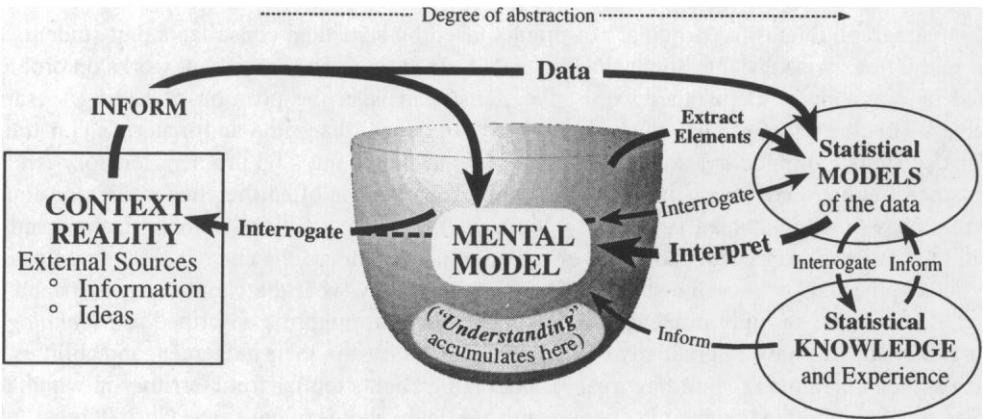 Degree of abstraction
Data
INFORM
Extract
Elements
Statistical
MODELS
of the data
CONTEXT
REALITY
External Sources
° Information
° Ideas
Interrogate
MENTAL
MODEL
Interrogate
Interpret
("Understanding"
accumulates here)
Inform
Interrogate
Inform
Statistical
KNOWLEDGE
and Experience